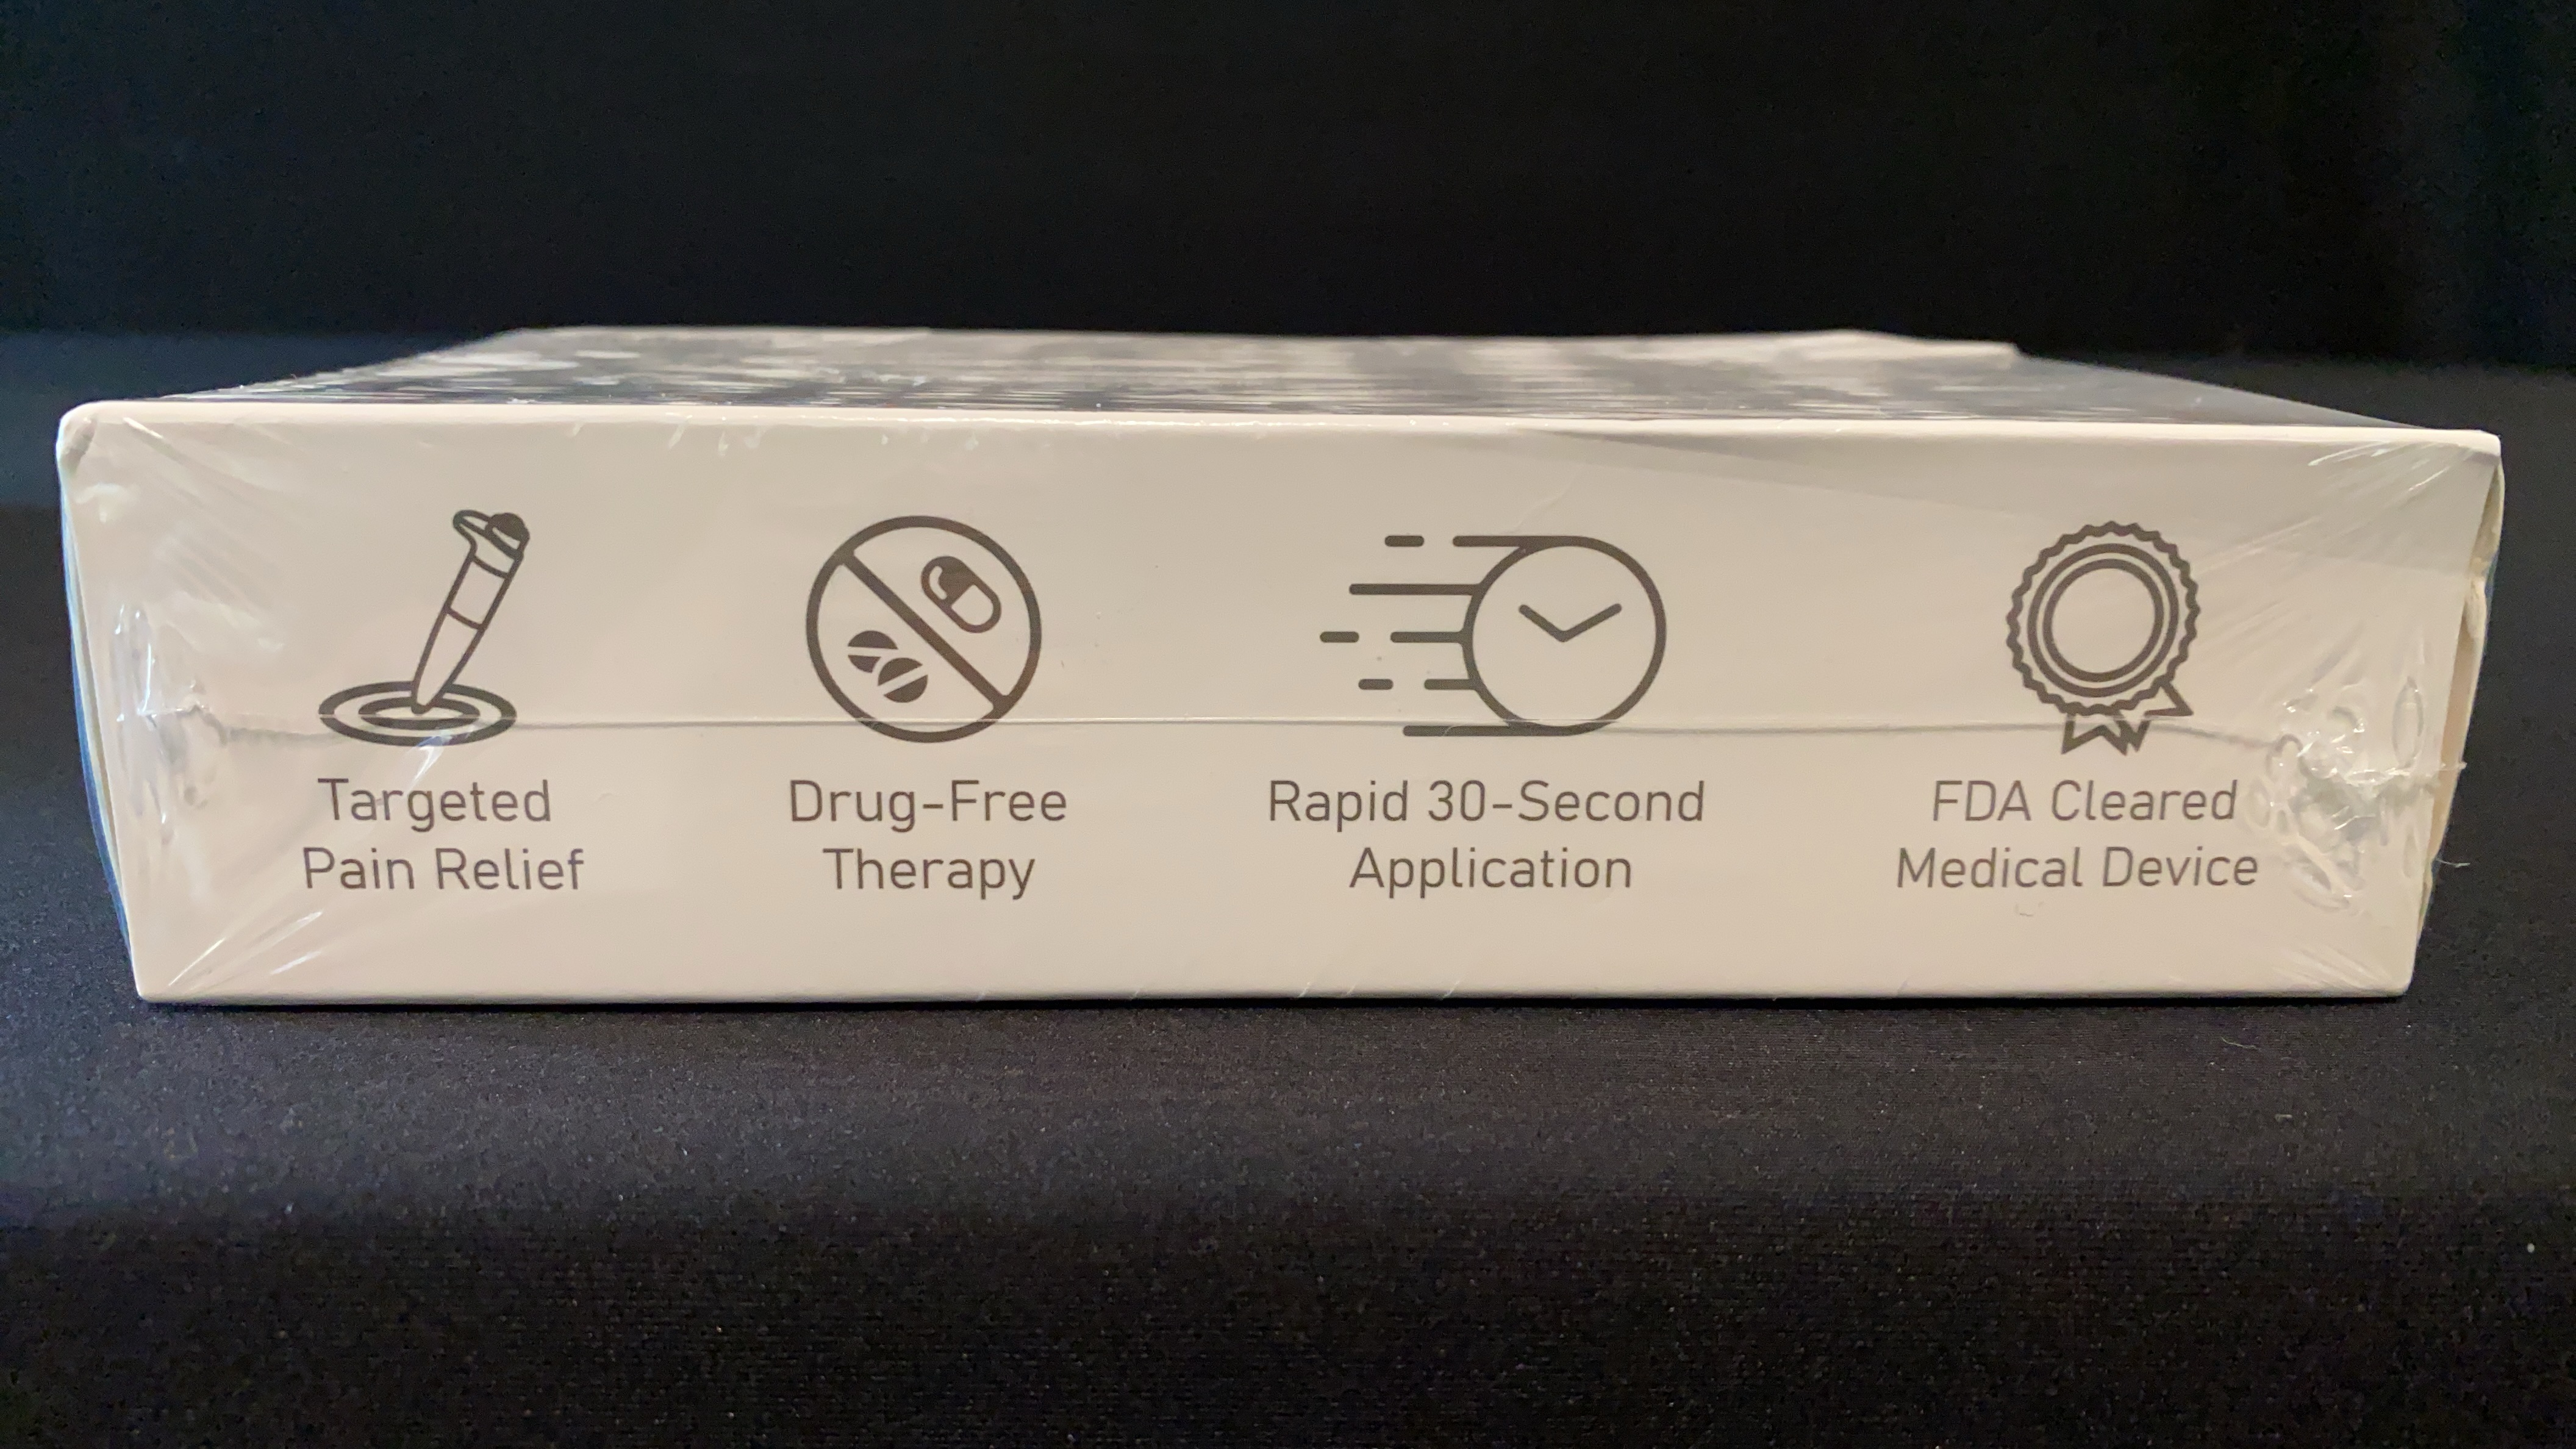 Targeted
Pain Relief
Drug-Free
Therapy
Rapid 30-Second
Application
FDA Cleared
Medical Device